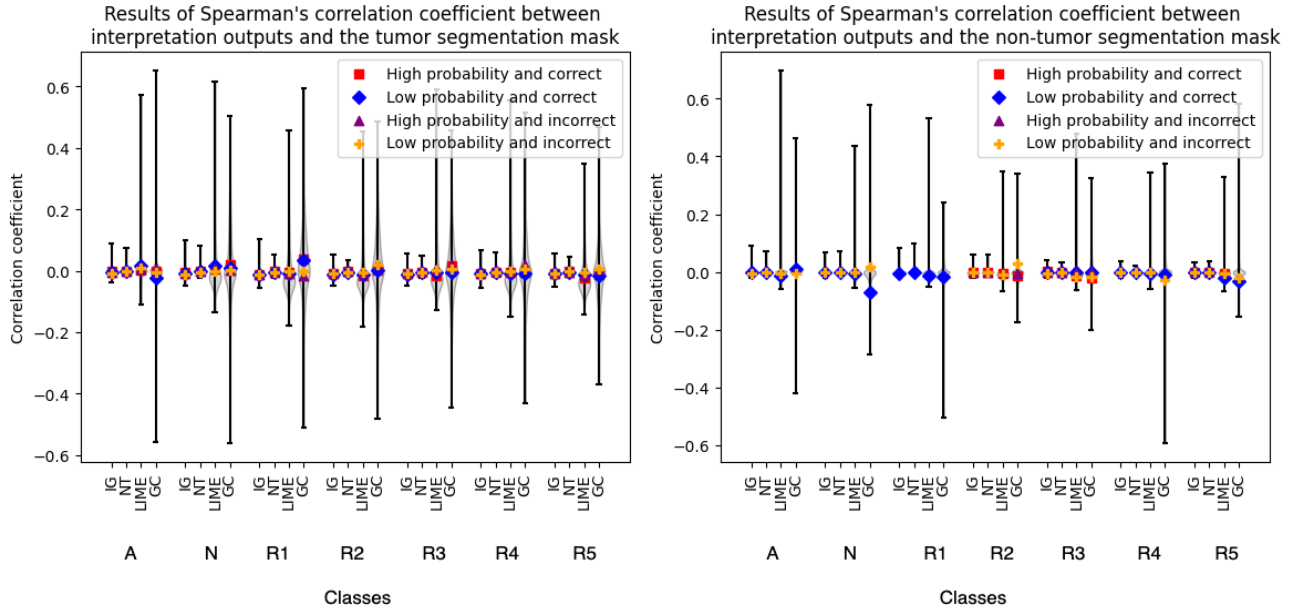 Results of Spearman's correlation coefficient between
interpretation outputs and the tumor segmentation mask
High probability and correct
Low probability and correct
High probability and incorrect
Low probability and incorrect
Correlation coefficient
0.6
0.4
0.2
0.0
−0.2
−0.4
−0.6
IG NT LIME GC IG NT LIME GC IG NT LIME GC IG NT LIME GC IG NT LIME GC IG NT LIME GC IG NT LIME GC
A N R1 R2 R3 R4 R5
Classes
Results of Spearman's correlation coefficient between
interpretation outputs and the non-tumor segmentation mask
High probability and correct
Low probability and correct
High probability and incorrect
Low probability and incorrect
Correlation coefficient
0.6
0.4
0.2
0.0
−0.2
−0.4
−0.6
IG NT LIME GC IG NT LIME GC IG NT LIME GC IG NT LIME GC IG NT LIME GC IG NT LIME GC IG NT LIME GC
A N R1 R2 R3 R4 R5
Classes